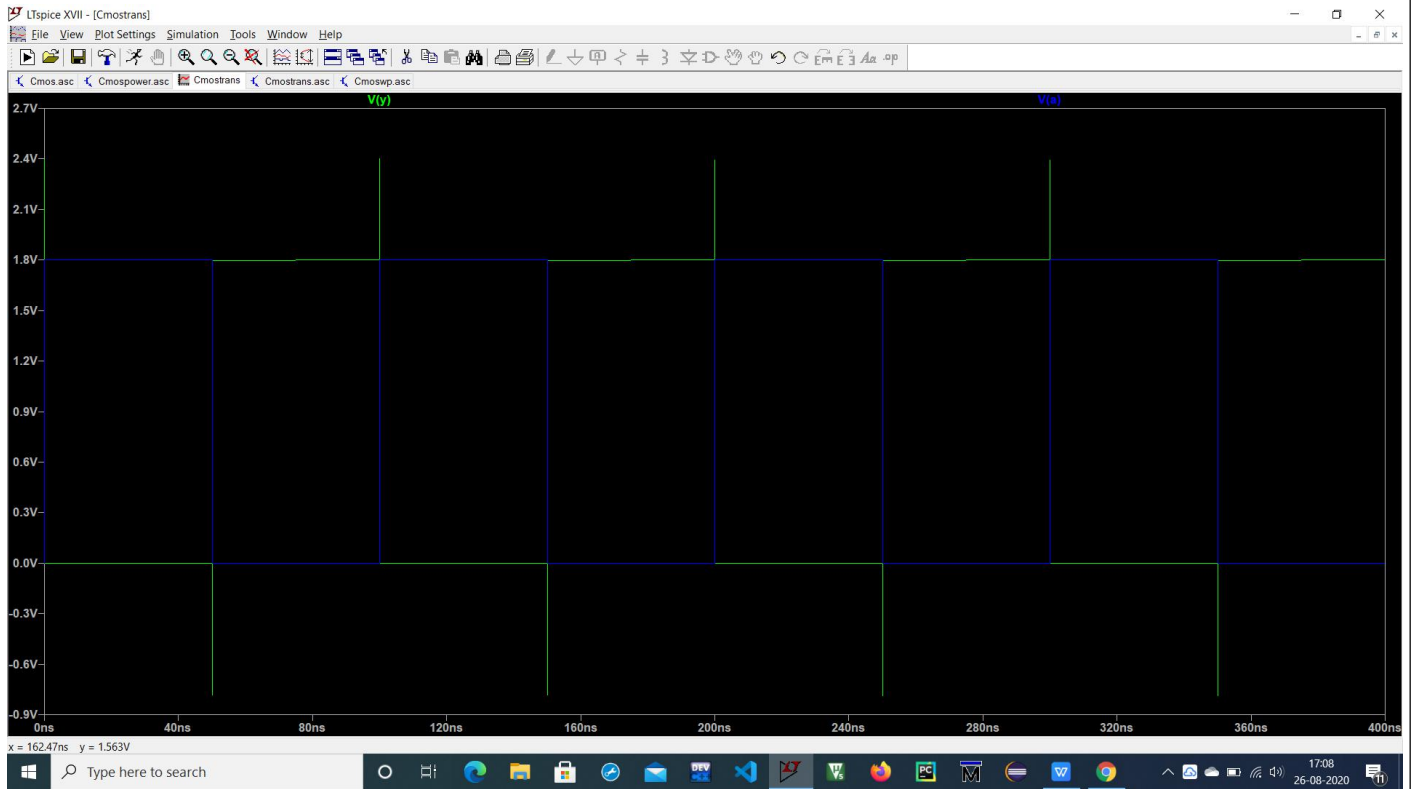 LTspice XVII - [Cmostrans]
File View Plot Settings Simulation Tools Window Help
Cmos.asc Cmospower.asc Cmostrans Cmostrans.asc Cmoswp.asc
V(y) V(a)
2.7V
2.4V
2.1V
1.8V
1.5V
1.2V
0.9V
0.6V
0.3V
0.0V
-0.3V
-0.6V
-0.9V
0ns 40ns 80ns 120ns 160ns 200ns 240ns 280ns 320ns 360ns 400ns
x = 162.47ns y = 1.563V
Type here to search
DEV
PC
W
17:08
26-08-2020
11